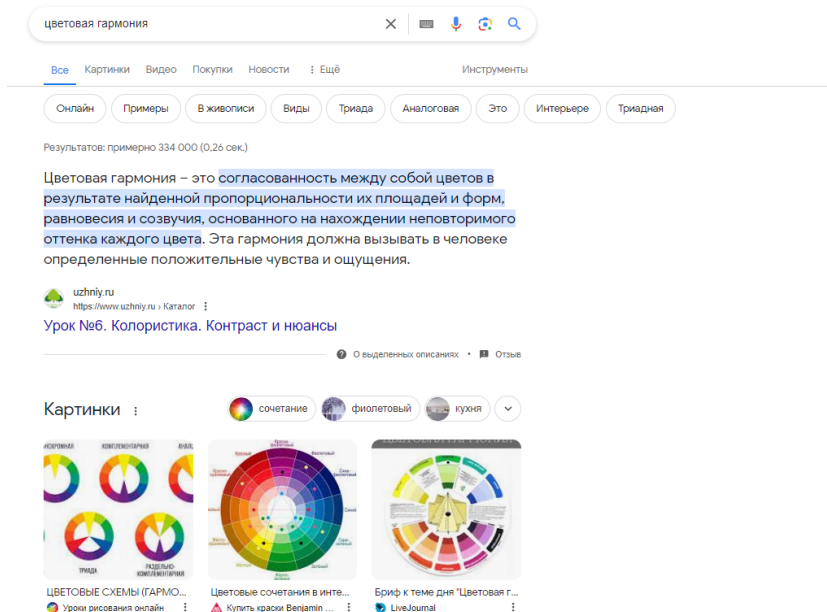 цветовая гармония
Все Картинки Видео Покупки Новости Ещё Инструменты
Онлайн Примеры В живописи Виды Триада Аналоговая Это Интерьере Триадная
Результатов: примерно 334 000 (0,26 сек.)
Цветовая гармония – это согласованность между собой цветов в
результате найденной пропорциональности их площадей и форм,
равновесия и созвучия, основанного на нахождении неповторимого
оттенка каждого цвета. Эта гармония должна вызывать в человеке
определенные положительные чувства и ощущения.
uzhniy.ru
https://www.uzhniy.ru › Каталог
Урок №6. Колористика. Контраст и нюансы
О выделенных описаниях • Отзыв
Картинки сочетание фиолетовый кухня
КОМПЛЕМЕНТАРНАЯ
ТРИАДА
РАЗДЕЛЬНО-
КОМПЛЕМЕНТАРНАЯ
ЦВЕТОВЫЕ СХЕМЫ (ГАРМО... Цветовые сочетания в инте... Бриф к теме дня "Цветовая г...
Уроки рисования онлайн Купить краски Benjamin ... LiveJournal